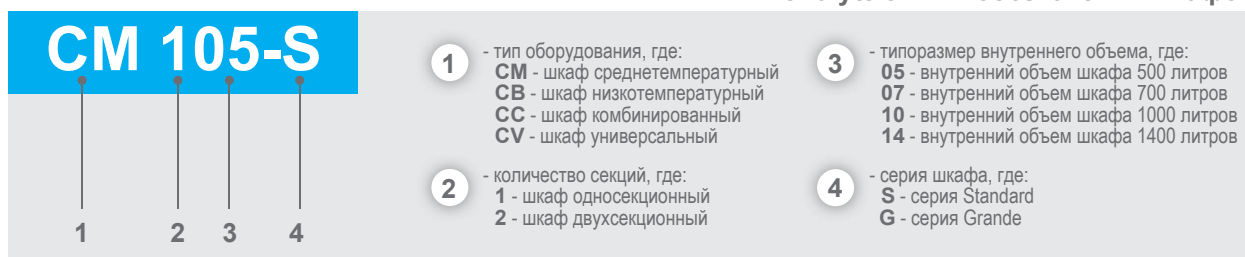 CM 105-S
1 2 3 4
1 - тип оборудования, где:
CM - шкаф среднетемпературный
CB - шкаф низкотемпературный
CC - шкаф комбинированный
CV - шкаф универсальный
2 - количество секций, где:
1 - шкаф односекционный
2 - шкаф двухсекционный
3 - типоразмер внутреннего объема, где:
05 - внутренний объем шкафа 500 литров
07 - внутренний объем шкафа 700 литров
10 - внутренний объем шкафа 1000 литров
14 - внутренний объем шкафа 1400 литров
4 - серия шкафа, где:
S - серия Standard
G - серия Grande